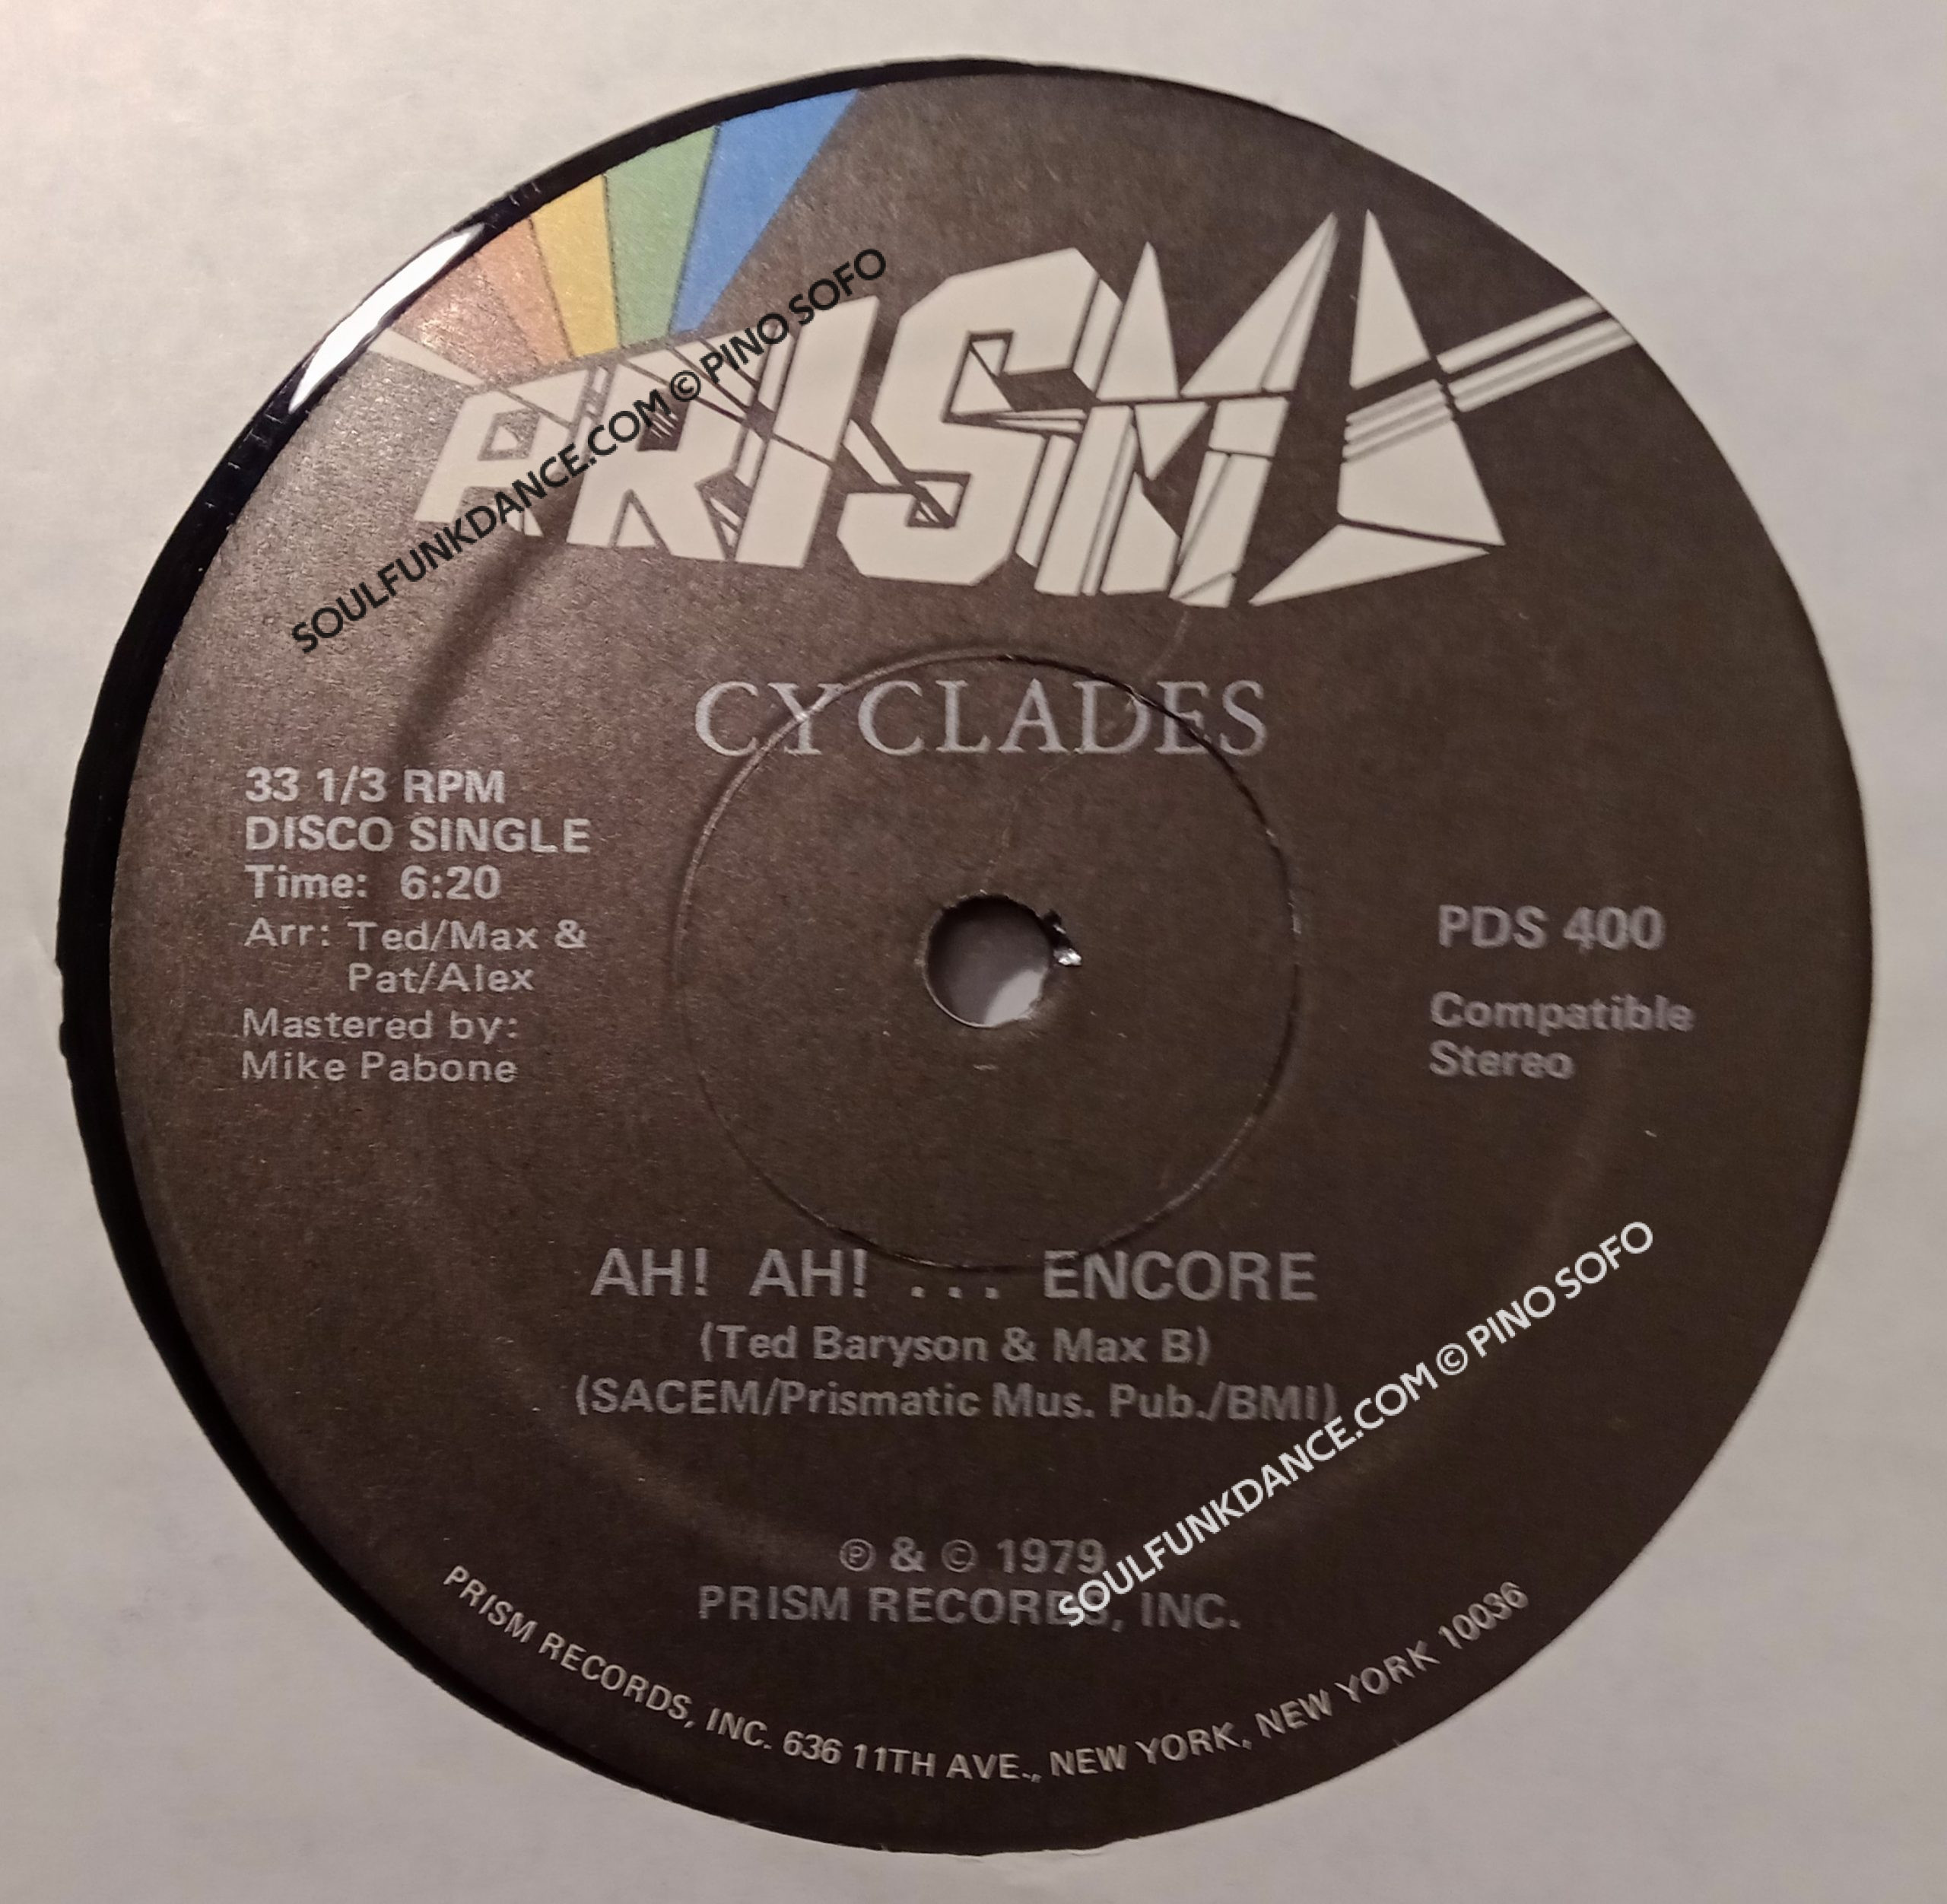 PRISM
SOULFUNKDANCE.COM © PINO SOFO
CYCLADES
33 1/3 RPM
DISCO SINGLE
Time: 6:20
Arr: Ted/Max &
Pat/Alex
Mastered by:
Mike Pabone
PDS 400
Compatible
Stereo
AH! AH! ... ENCORE
(Ted Baryson & Max B)
(SACEM/Prismatic Mus. Pub./BMI)
SOULFUNKDANCE.COM © PINO SOFO
℗ & © 1979
PRISM RECORDS, INC.
PRISM RECORDS, INC. 636 11TH AVE., NEW YORK, NEW YORK 10036